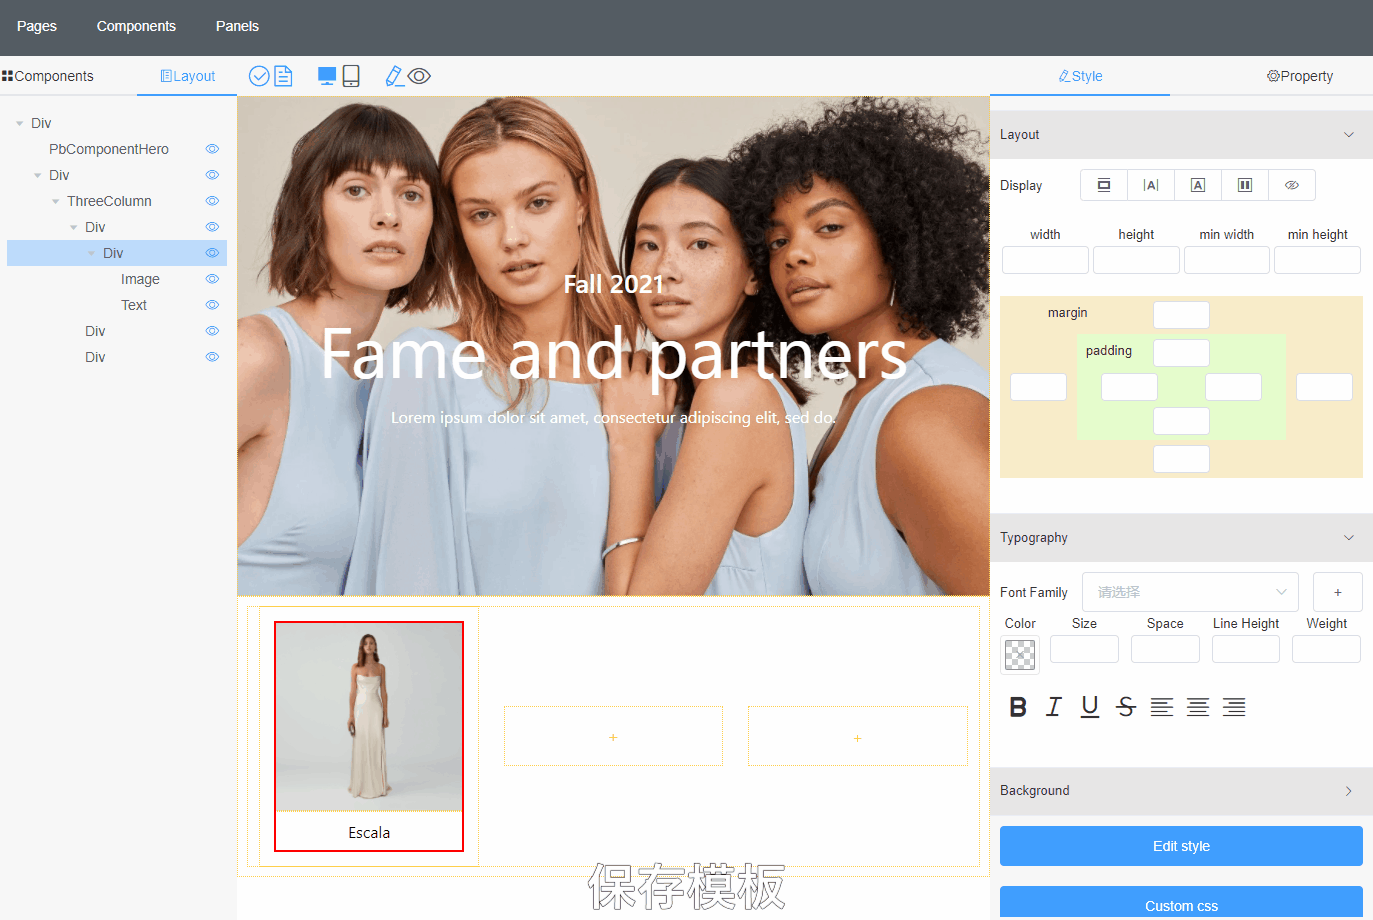 Pages Components Panels
Components Layout
Style Property
Div
PbComponentHero
Div
ThreeColumn
Div
Div
Image
Text
Div
Div
Fall 2021
Fame and partners
Lorem ipsum dolor sit amet, consectetur adipiscing elit, sed do.
+ +
Escala
保存模板
Layout
Display
A A
width height min width min height
margin
padding
Typography
Font Family 请选择 +
Color Size Space Line Height Weight
B I U S
Background
Edit style
Custom css